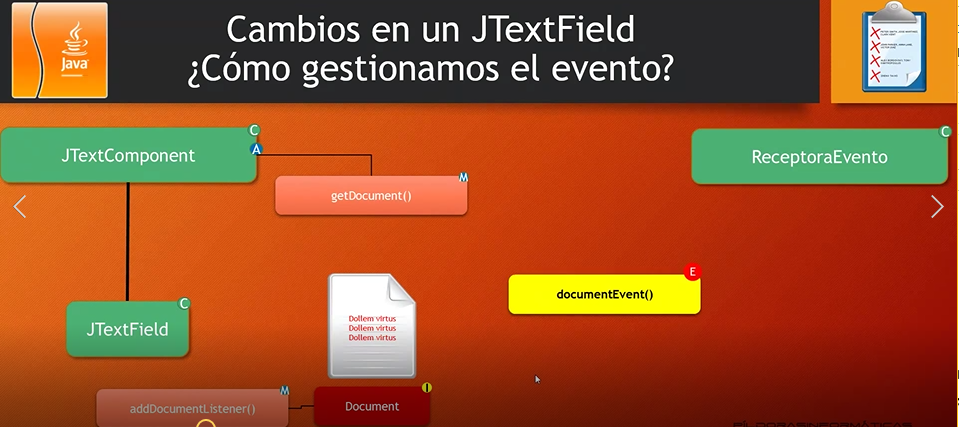 Cambios en un JTextField
¿Cómo gestionamos el evento?
Java
C
A
JTextComponent
M
getDocument()
C
ReceptoraEvento
E
documentEvent()
C
JTextField
Dollem virtus
Dollem virtus
Dollem virtus
M
addDocumentListener()
I
Document